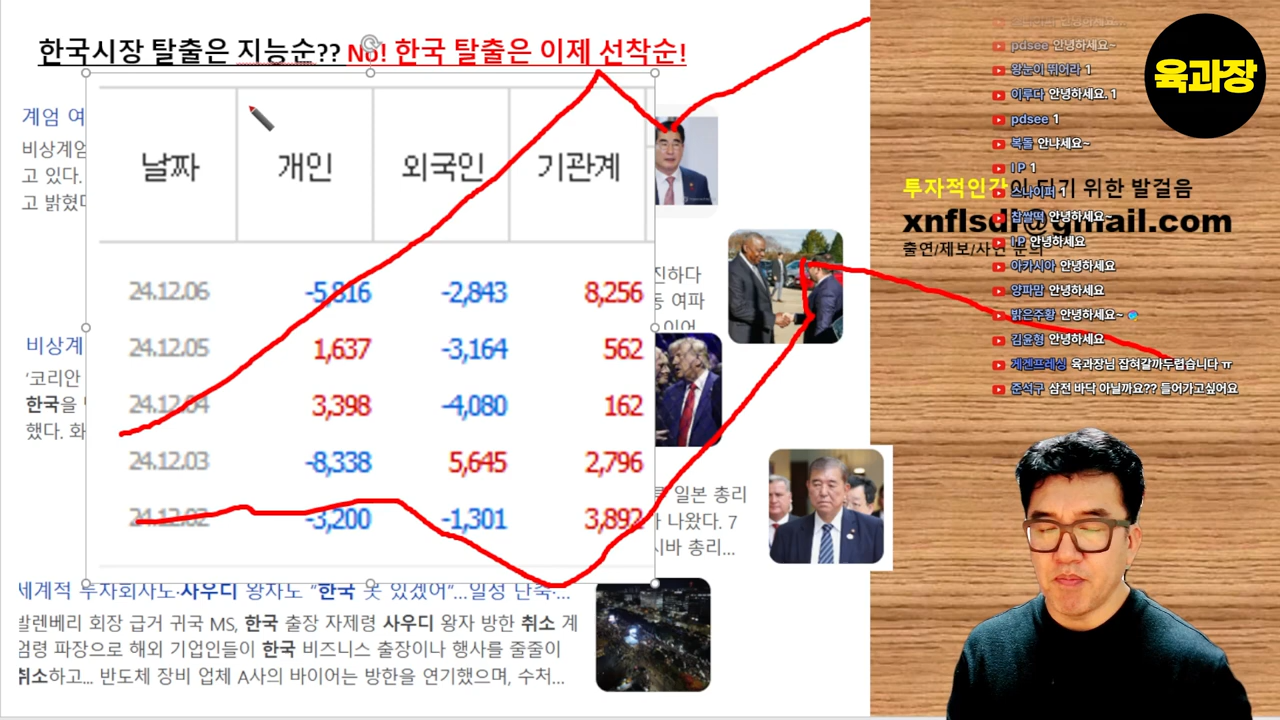 한국시장 탈출은 지능순?? No! 한국 탈출은 이제 선착순!
계엄 여
비상계엄
고 있다.
고 밝혔다
날짜 개인 외국인 기관계
24.12.06 -5,816 -2,843 8,256
24.12.05 1,637 -3,164 562
24.12.04 3,398 -4,080 162
24.12.03 -8,338 5,645 2,796
24.12.02 -3,200 -1,301 3,892
진하다
동 여파
이어
비상계
'코리안
한국을
했다. 화
일본 총리
나왔다. 7
시바 총리...
세계적 투자회사도·사우디 왕자도 "한국 못 있겠어"...일정 단축·...
발렌베리 회장 급거 귀국 MS, 한국 출장 자제령 사우디 왕자 방한 취소 계
엄령 파장으로 해외 기업인들이 한국 비즈니스 출장이나 행사를 줄줄이
취소하고... 반도체 장비 업체 A사의 바이어는 방한을 연기했으며, 수처...
육과장
투자적인간이 되기 위한 발걸음
xnflsdl@gmail.com
출연/제보/사연 문의
pdsee 안녕하세요~
왕눈이 뛰어라 1
이루다 안녕하세요. 1
pdsee 1
복돌 안냐세요~
I P 1
스나이퍼 1
찹쌀떡 안녕하세요~
I P 안녕하세요
아카시아 안녕하세요
양파맘 안녕하세요
밝은주황 안녕하세요~
김윤형 안녕하세요
게겐프레싱 육과장님 잡혀갈까두렵습니다 ㅠ
준석구 삼전 바닥 아닐까요?? 들어가고싶어요